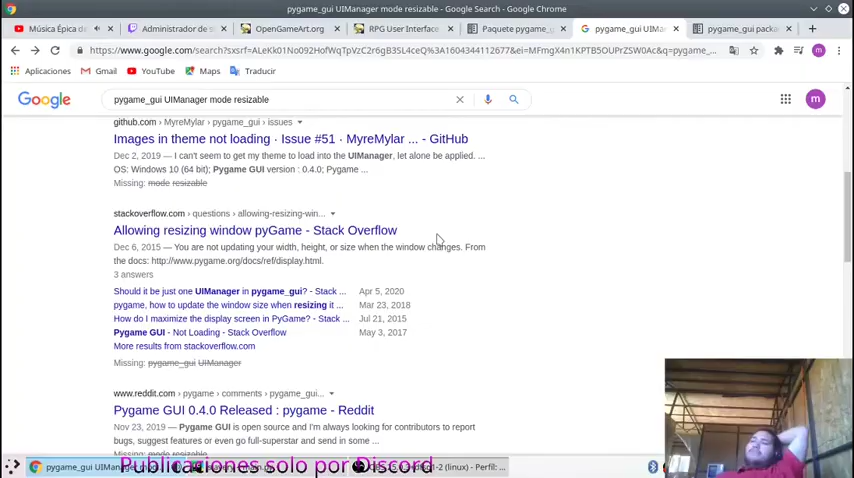 pygame_gui UIManager mode resizable - Google Search - Google Chrome
Música Épica da
Administrador de s
OpenGameArt.org
RPG User Interface
Paquete pygame_g
pygame_gui UIMan
pygame_gui packa
https://www.google.com/search?sxsrf=ALeKk01No092HofWqTpVzC2r6gB3SL4ceQ%3A1604344112677&ei=MFmgX4n1KPTB5OUPrZSW0Ac&q=pygame_...
Aplicaciones
Gmail
YouTube
Maps
Traducir
Google
pygame_gui UIManager mode resizable
m
github.com › MyreMylar › pygame_gui › issues
Images in theme not loading · Issue #51 · MyreMylar ... - GitHub
Dec 2, 2019 — I can't seem to get my theme to load into the UIManager, let alone be applied. ...
OS: Windows 10 (64 bit); Pygame GUI version : 0.4.0; Pygame ...
Missing: mode resizable
stackoverflow.com › questions › allowing-resizing-win...
Allowing resizing window pyGame - Stack Overflow
Dec 6, 2015 — You are not updating your width, height, or size when the window changes. From
the docs: http://www.pygame.org/docs/ref/display.html.
3 answers
Should it be just one UIManager in pygame_gui? - Stack ... Apr 5, 2020
pygame, how to update the window size when resizing it ... Mar 23, 2018
How do I maximize the display screen in PyGame? - Stack ... Jul 21, 2015
Pygame GUI - Not Loading - Stack Overflow May 3, 2017
More results from stackoverflow.com
Missing: pygame_gui UIManager
www.reddit.com › pygame › comments › pygame_gui...
Pygame GUI 0.4.0 Released : pygame - Reddit
Nov 23, 2019 — Pygame GUI is open source and I'm always looking for contributors to report
bugs, suggest features or even go full-superstar and send in some ...
Missing: mode resizable
pygame_gui UIManager
Publicaciones solo por Discord
(linux) - Perfil: ...